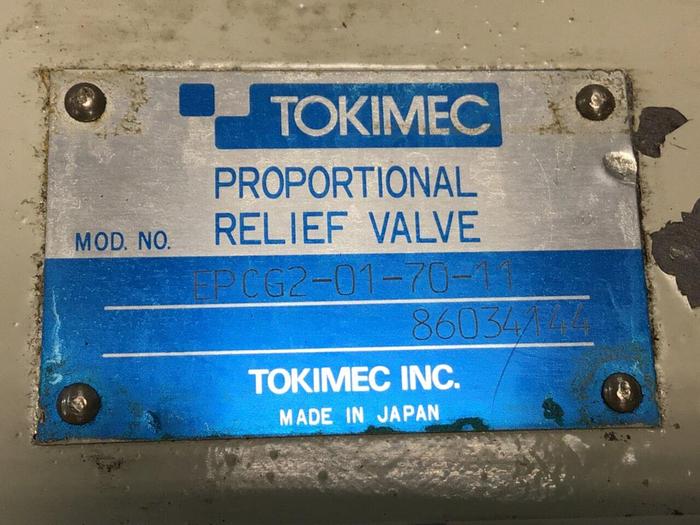 TOKIMEC
PROPORTIONAL
RELIEF VALVE
MOD. NO.
EPCG2-01-70-11
86034144
TOKIMEC INC.
MADE IN JAPAN